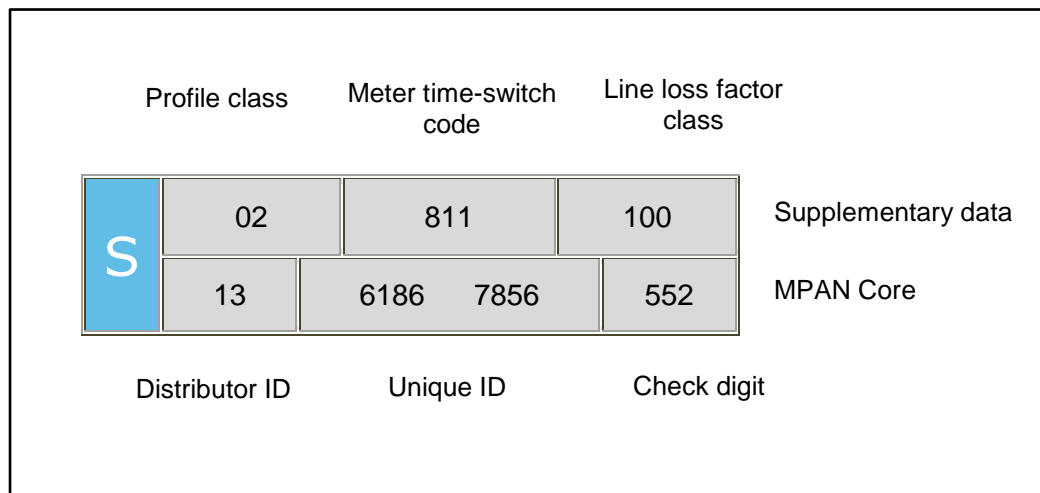 Profile class Meter time-switch code Line loss factor class
S 02 811 100 Supplementary data
13 6186 7856 552 MPAN Core
Distributor ID Unique ID Check digit